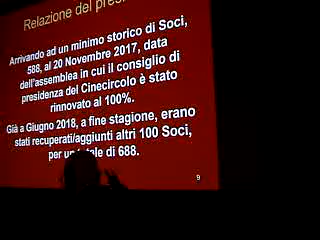 Relazione del
Arrivando ad un minimo storico di Soci,
588, al 20 Novembre 2017, data
dell'assemblea in cui il consiglio di
presidenza del Cinecircolo è stato
rinnovato al 100%.
Già a Giugno 2018, a fine stagione, erano
stati recuperati/aggiunti altri 100 Soci,
per un totale di 688.
9